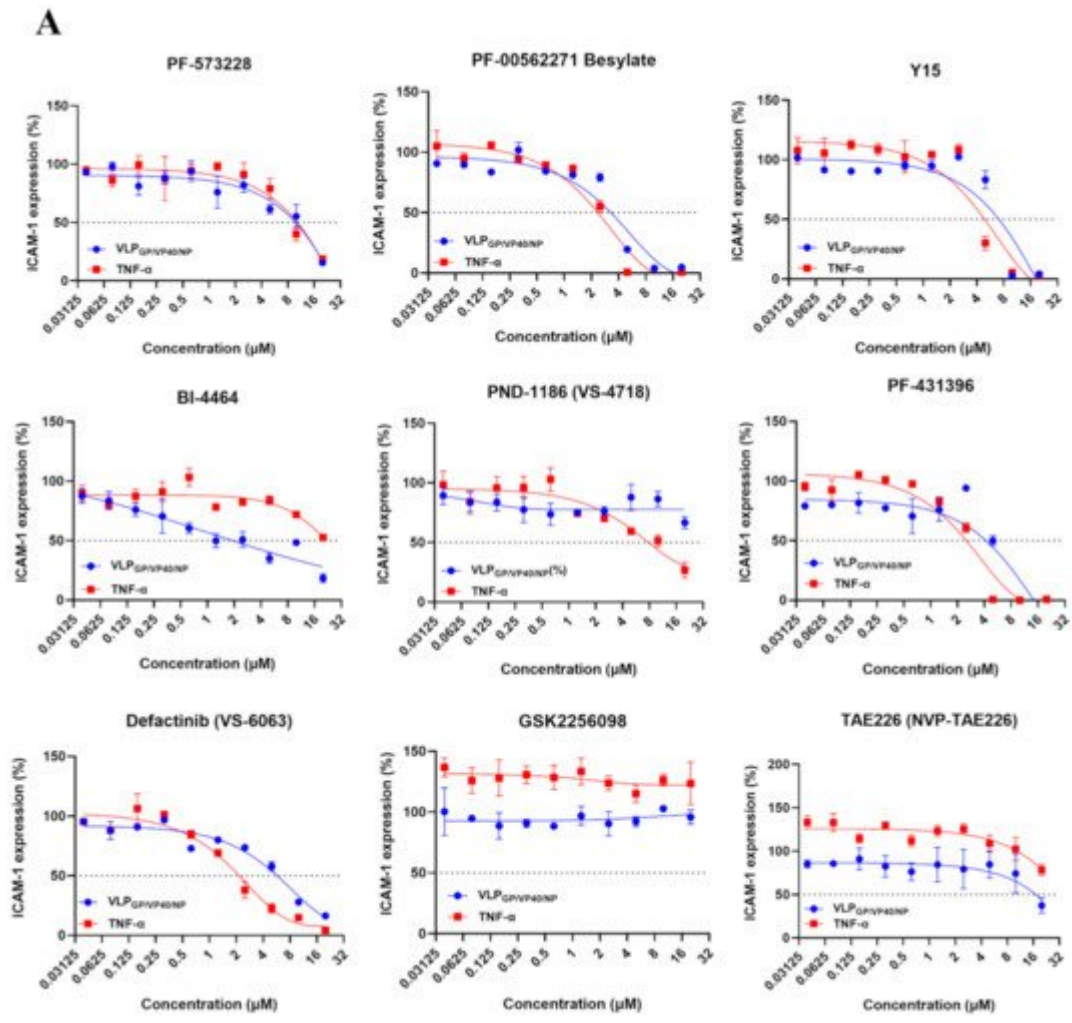 A
PF-573228
ICAM-1 expression (%)
150
100
50
0
VLPGP/VP40/NP
TNF-α
0.03125 0.0625 0.125 0.25 0.5 1 2 4 8 16 32
Concentration (μM)
PF-00562271 Besylate
ICAM-1 expression (%)
150
100
50
0
VLPGP/VP40/NP
TNF-α
0.03125 0.0625 0.125 0.25 0.5 1 2 4 8 16 32
Concentration (μM)
Y15
ICAM-1 expression (%)
150
100
50
0
VLPGP/VP40/NP
TNF-α
0.03125 0.0625 0.125 0.25 0.5 1 2 4 8 16 32
Concentration (μM)
BI-4464
ICAM-1 expression (%)
150
100
50
0
VLPGP/VP40/NP
TNF-α
0.03125 0.0625 0.125 0.25 0.5 1 2 4 8 16 32
Concentration (μM)
PND-1186 (VS-4718)
ICAM-1 expression (%)
150
100
50
0
VLPGP/VP40/NP(%)
TNF-α
0.03125 0.0625 0.125 0.25 0.5 1 2 4 8 16 32
Concentration (μM)
PF-431396
ICAM-1 expression (%)
150
100
50
0
VLPGP/VP40/NP
TNF-α
0.03125 0.0625 0.125 0.25 0.5 1 2 4 8 16 32
Concentration (μM)
Defactinib (VS-6063)
ICAM-1 expression (%)
150
100
50
0
VLPGP/VP40/NP
TNF-α
0.03125 0.0625 0.125 0.25 0.5 1 2 4 8 16 32
Concentration (μM)
GSK2256098
ICAM-1 expression (%)
150
100
50
0
VLPGP/VP40/NP
TNF-α
0.03125 0.0625 0.125 0.25 0.5 1 2 4 8 16 32
Concentration (μM)
TAE226 (NVP-TAE226)
ICAM-1 expression (%)
200
150
100
50
0
VLPGP/VP40/NP
TNF-α
0.03125 0.0625 0.125 0.25 0.5 1 2 4 8 16 32
Concentration (μM)